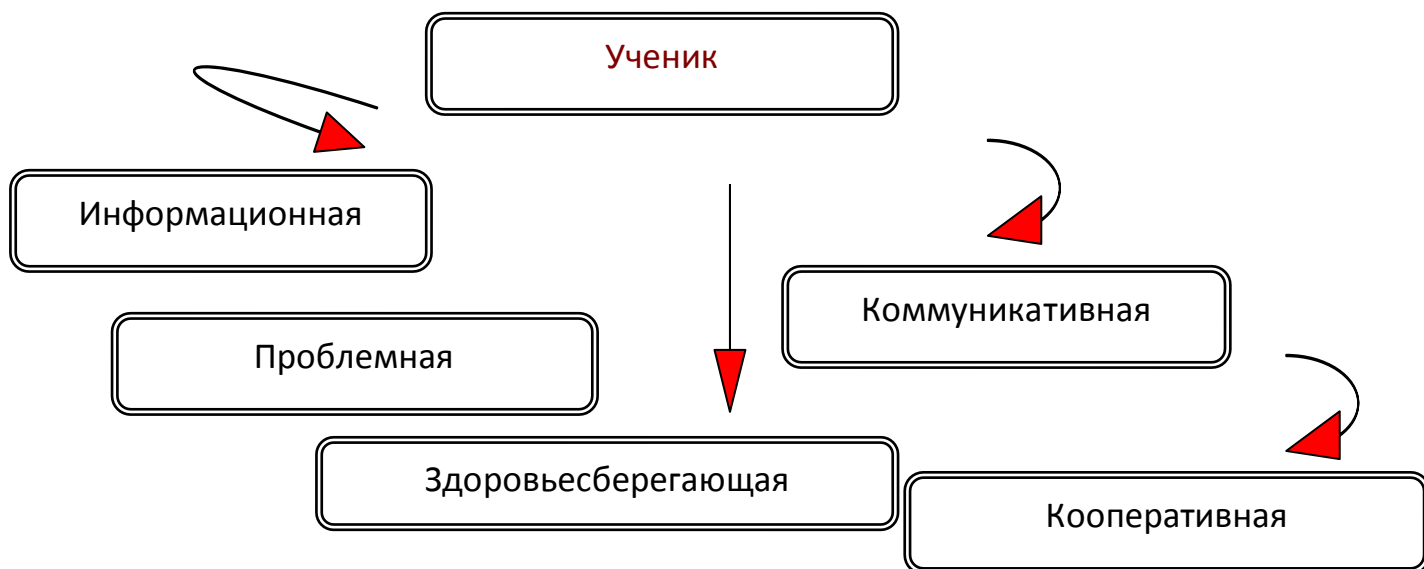 Ученик
Информационная
Коммуникативная
Проблемная
Здоровьесберегающая
Кооперативная